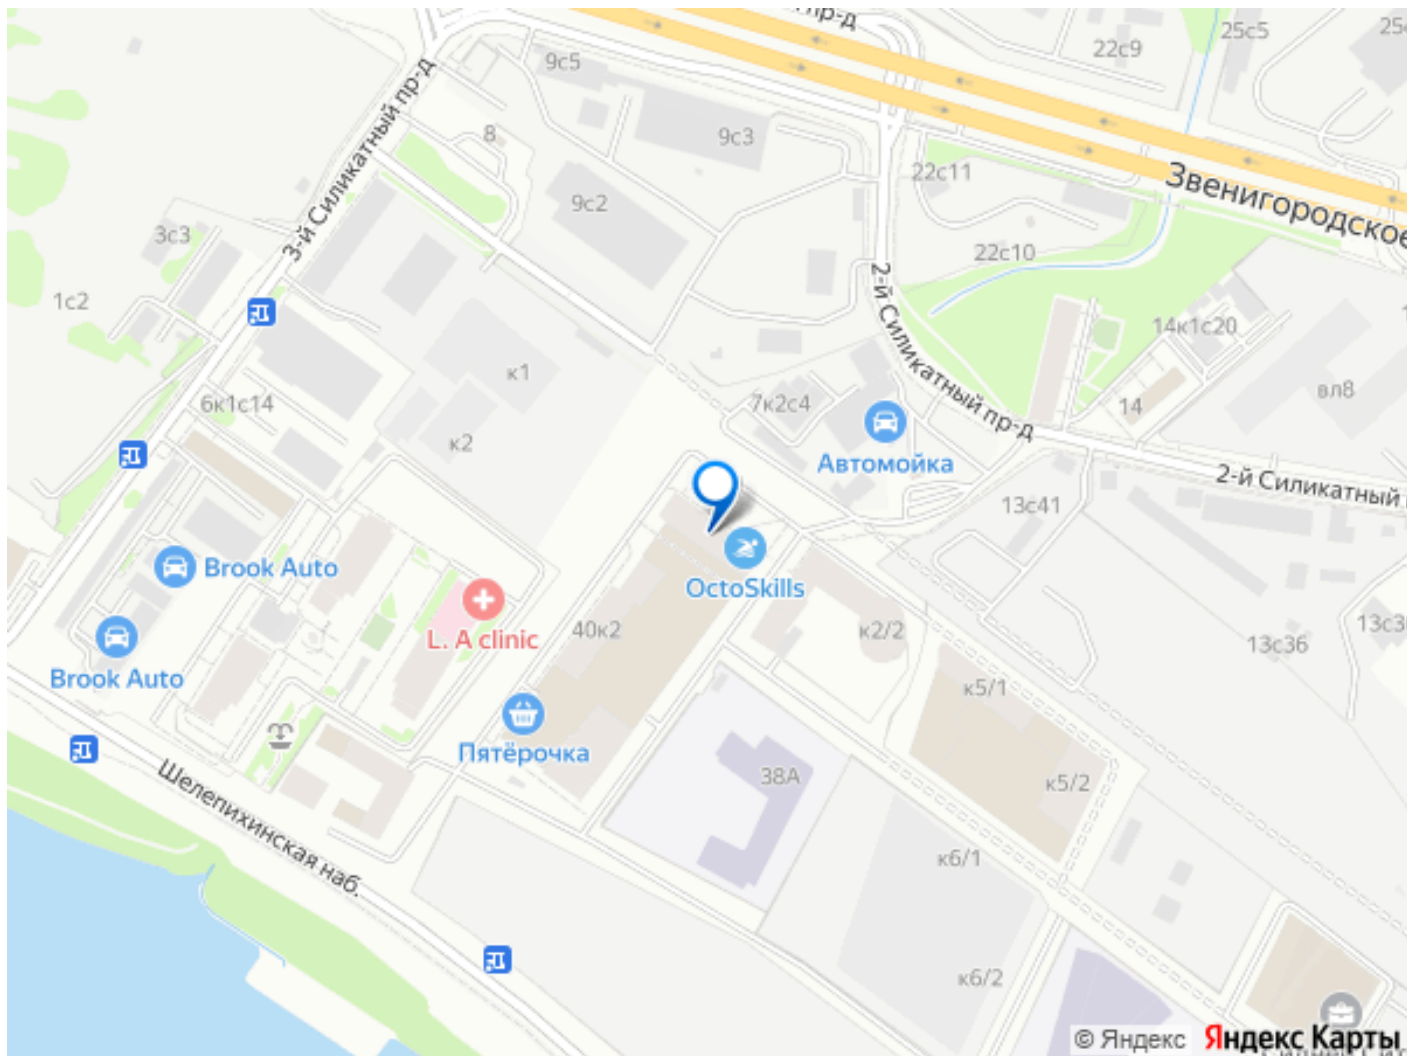 пр-д
25с5
22с9
9с5
3-й Силикатный пр-д
8
9с3
22с11
Звенигородское
9с2
3с3
22с10
1с2
2-й Силикатный пр-д
14к1с20
к1
вл8
6к1с14
7к2с4
14
к2
Автомойка
2-й Силикатный
13с41
OctoSkills
Brook Auto
L. A clinic
40к2
к2/2
13с36
Brook Auto
к5/1
Пятёрочка
38А
к5/2
Шелепихинская наб.
к6/1
к6/2
© Яндекс Яндекс Карты